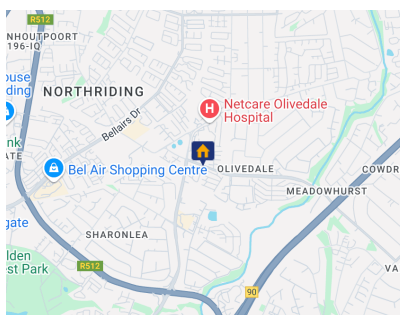 R512
NHOUTPOORT
196-IQ
ouse
ding
NORTHRIDING
Bellairs Dr
H
Netcare Olivedale
Hospital
nk
ATE
Bel Air Shopping Centre
OLIVEDALE
COWDR
MEADOWHURST
gate
SHARONLEA
lden
est Park
R512
VA
90